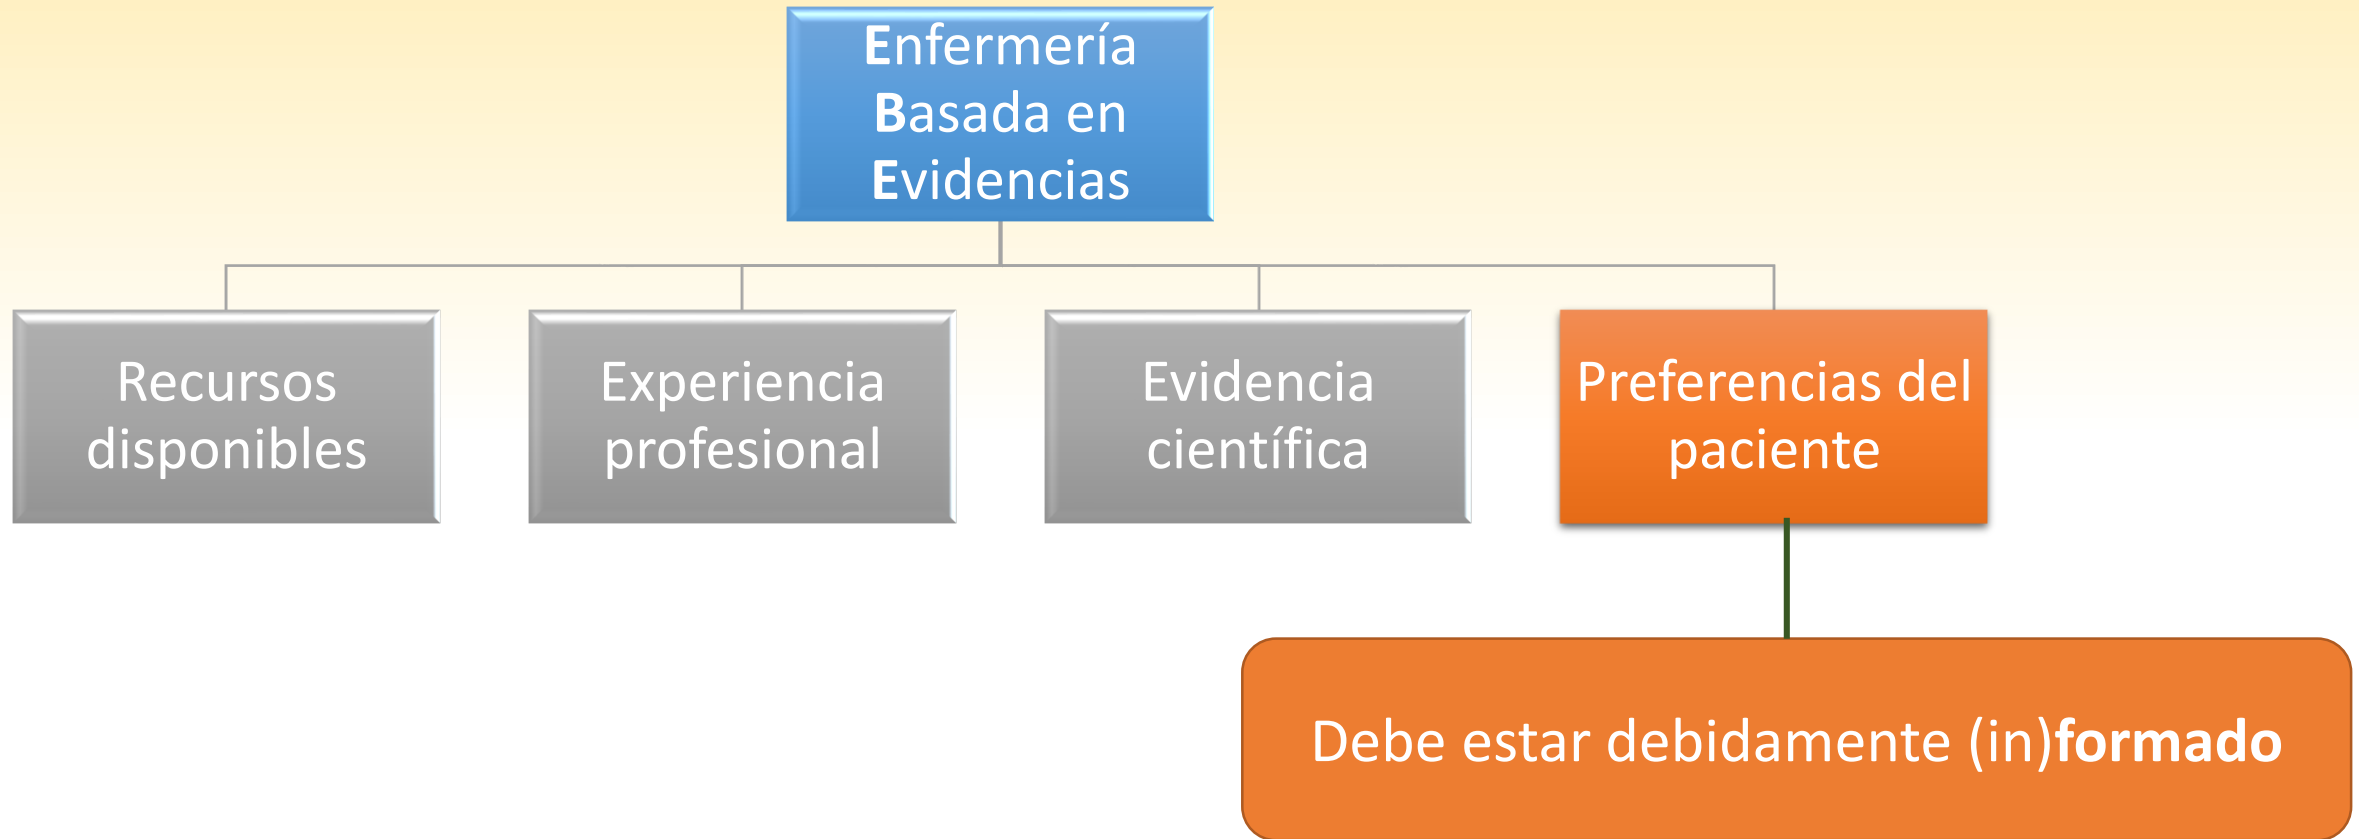 Enfermería
Basada en
Evidencias
Recursos
disponibles
Experiencia
profesional
Evidencia
científica
Preferencias del
paciente
Debe estar debidamente (in)formado